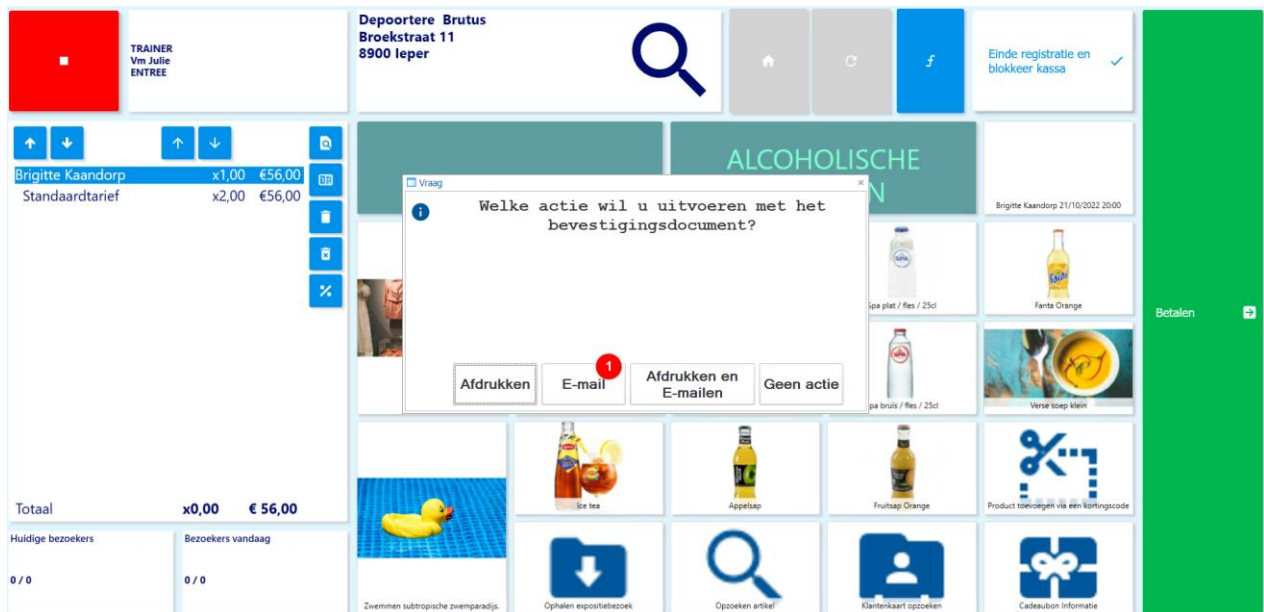 TRAINER
Vm Julie
ENTREE
Depoortere Brutus
Broekstraat 11
8900 Ieper
Einde registratie en
blokkeer kassa
Brigitte Kaandorp x1,00 €56,00
Standaardtarief x2,00 €56,00
Totaal x0,00 € 56,00
Huidige bezoekers
0 / 0
Bezoekers vandaag
0 / 0
ALCOHOLISCHE
N
Brigitte Kaandorp 21/10/2022 20:00
Vraag
Welke actie wil u uitvoeren met het
bevestigingsdocument?
1
Afdrukken
E-mail
Afdrukken en
E-mailen
Geen actie
SPA
Spa plat / fles / 25cl
Fanta
Fanta Orange
SPA
pa bruis / fles / 25cl
Verse soep klein
Ice tea
Appelsap
Fruitsap Orange
Product toevoegen via een kortingscode
Zwemmen subtropische zwemparadijs.
Ophalen expositiebezoek
Opzoeken artikel
Klantenkaart opzoeken
Cadeaubon Informatie
Betalen